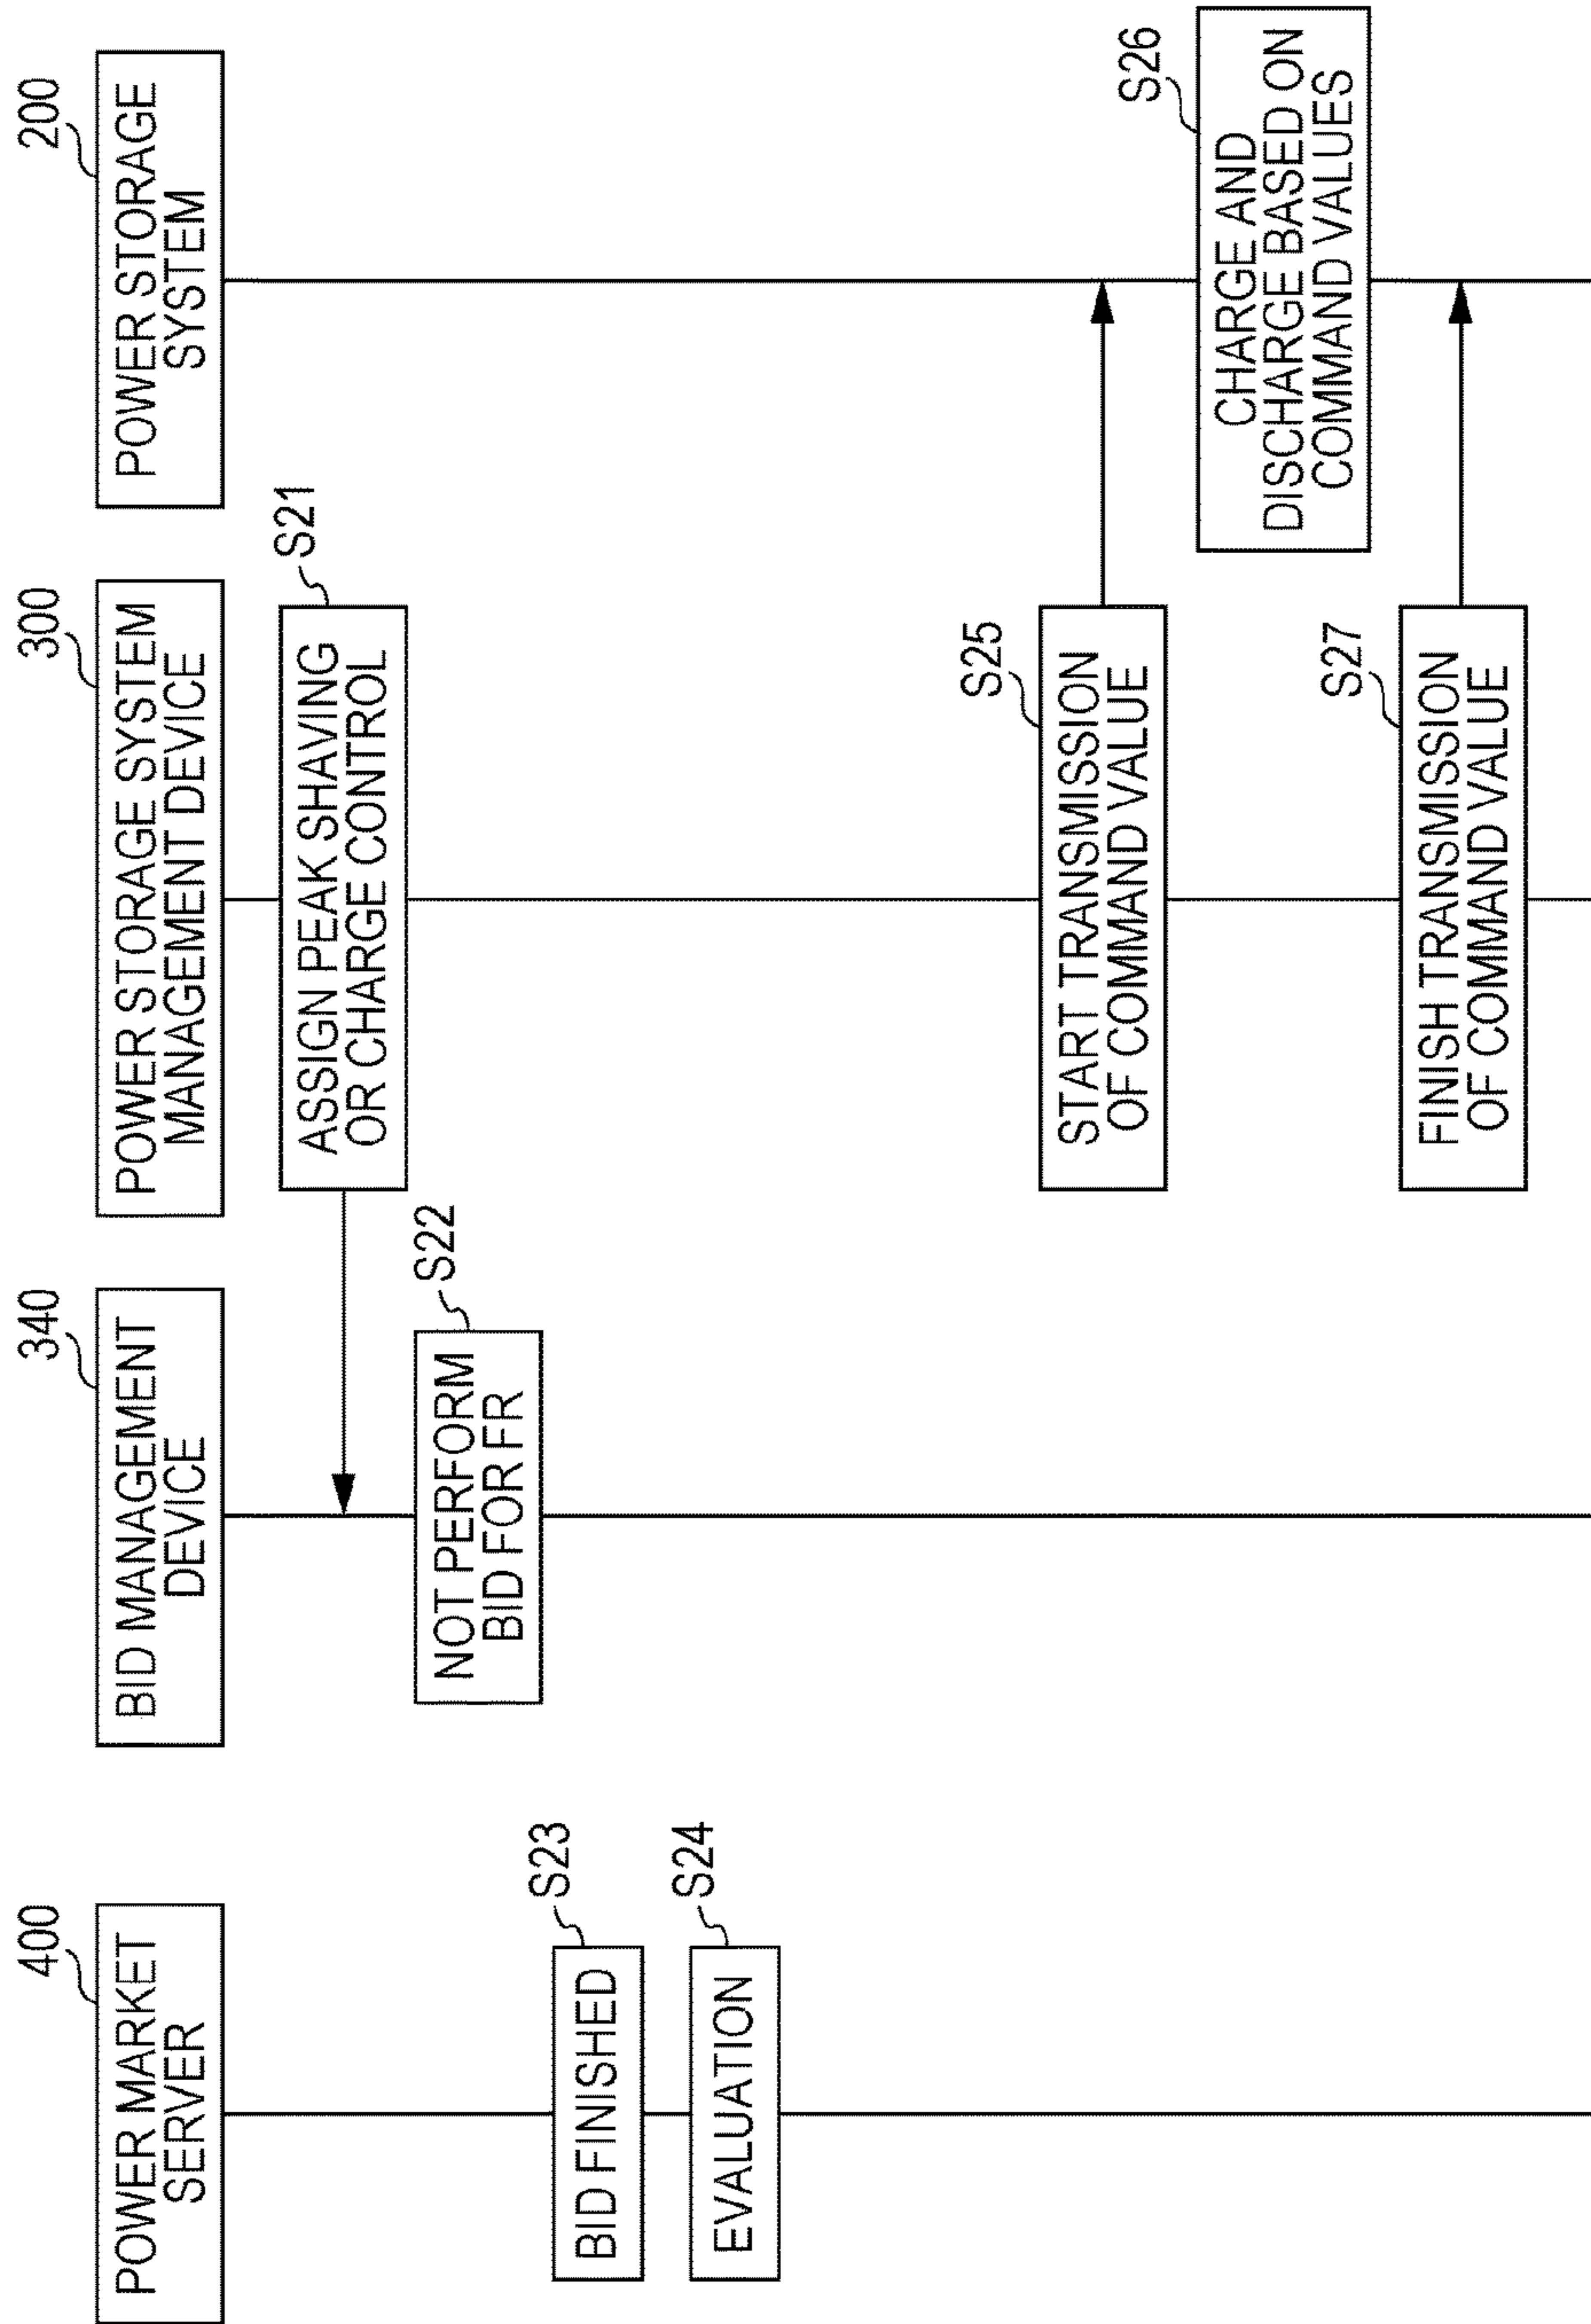 400
POWER MARKET
SERVER
340
BID MANAGEMENT
DEVICE
300
POWER STORAGE SYSTEM
MANAGEMENT DEVICE
200
POWER STORAGE
SYSTEM
S21
ASSIGN PEAK SHAVING
OR CHARGE CONTROL
S22
NOT PERFORM
BID FOR FR
S23
BID FINISHED
S24
EVALUATION
S25
START TRANSMISSION
OF COMMAND VALUE
S26
CHARGE AND
DISCHARGE BASED ON
COMMAND VALUES
S27
FINISH TRANSMISSION
OF COMMAND VALUE